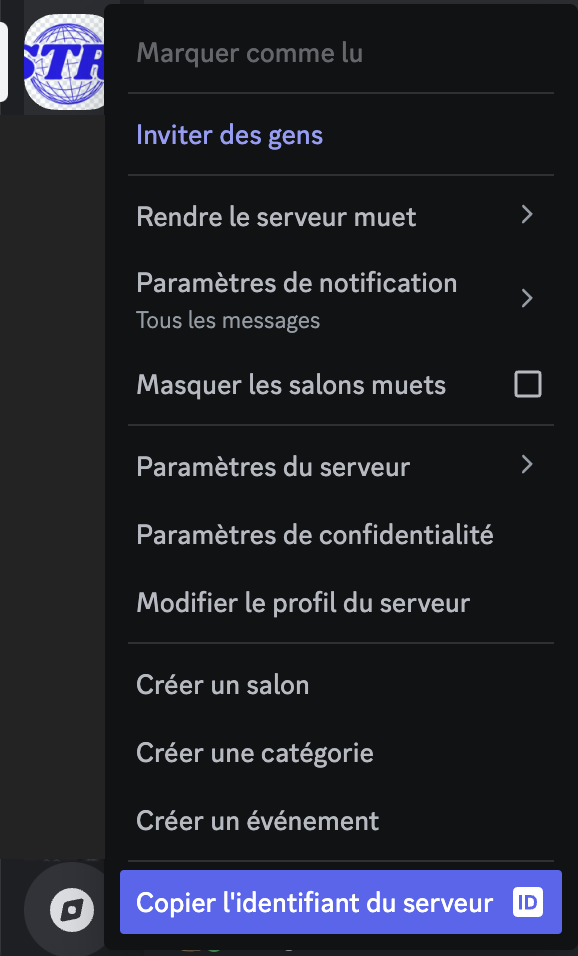 STR
Marquer comme lu
Inviter des gens
Rendre le serveur muet
Paramètres de notification
Tous les messages
Masquer les salons muets
Paramètres du serveur
Paramètres de confidentialité
Modifier le profil du serveur
Créer un salon
Créer une catégorie
Créer un événement
Copier l'identifiant du serveur ID